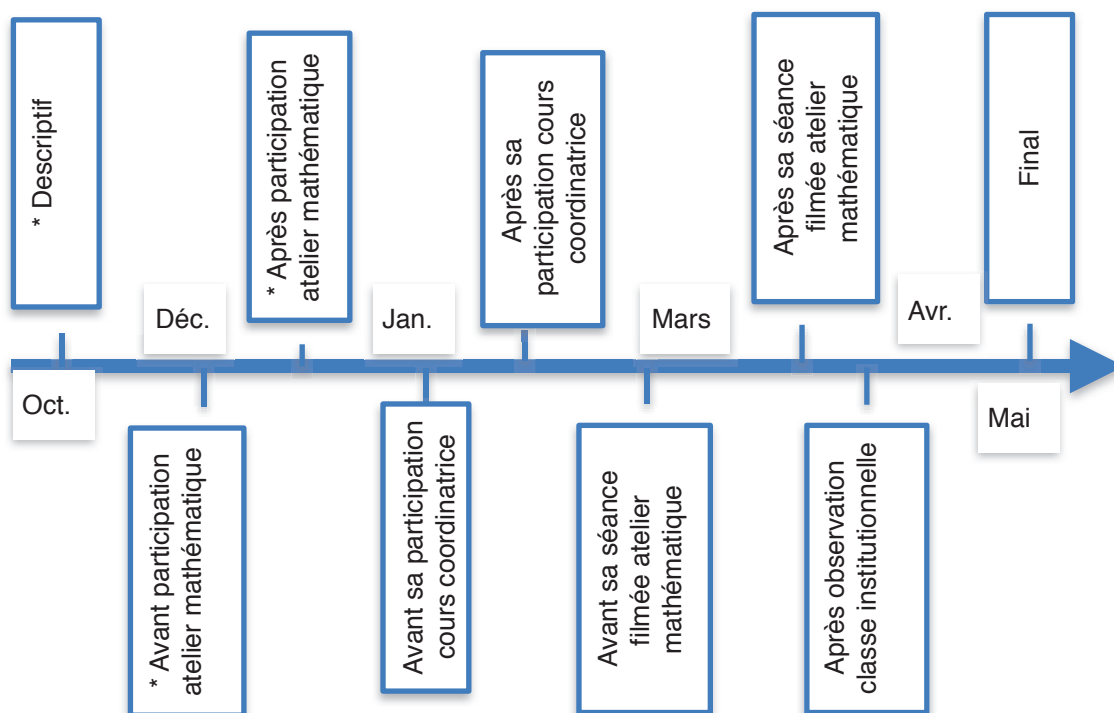 * Descriptif
* Après participation
atelier mathématique
Après sa
participation cours
coordinatrice
Après sa séance
filmée atelier
mathématique
Final
Déc.
Jan.
Mars
Avr.
Oct.
Mai
* Avant participation
atelier mathématique
Avant sa participation
cours coordinatrice
Avant sa séance
filmée atelier
mathématique
Après observation
classe institutionnelle